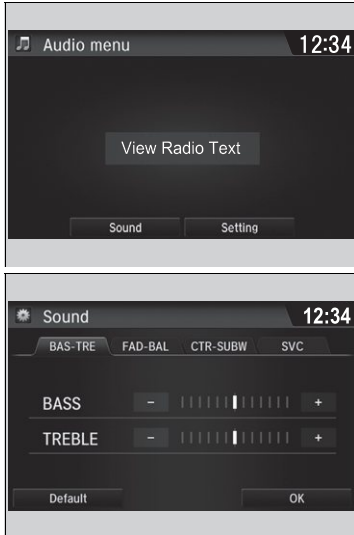 Audio menu 12:34
View Radio Text
Sound Setting
Sound 12:34
BAS-TRE FAD-BAL CTR-SUBW SVC
BASS - +
TREBLE - +
Default OK